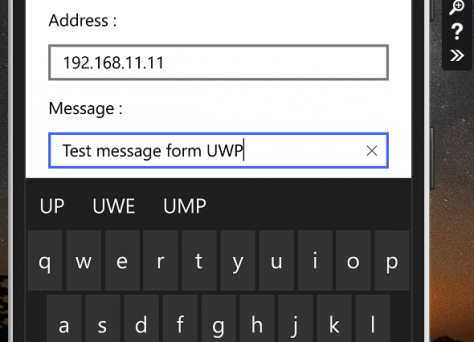 Address :
192.168.11.11
Message :
Test message form UWP
UP UWE UMP
q w e r t y u i o p
a s d f g h j k l